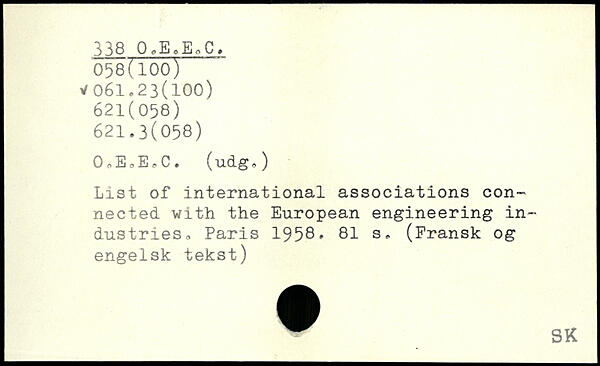 338 O.E.E.C.
058(100)
✓061.23(100)
621(058)
621.3(058)
O.E.E.C. (udg.)
List of international associations con-
nected with the European engineering in-
dustries. Paris 1958. 81 s. (Fransk og
engelsk tekst)
SK